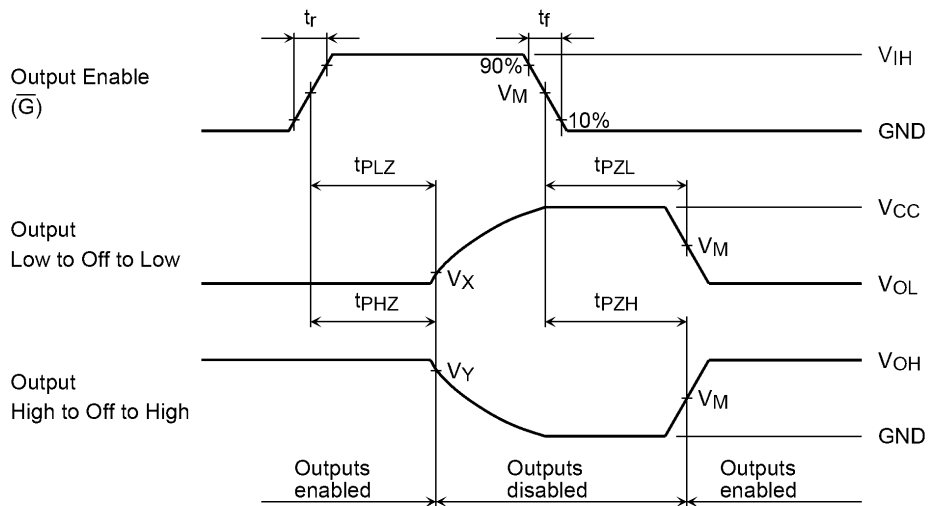 tr
tf
Output Enable
(G̅)
90%
VM
10%
VIH
GND
tPLZ
tPZL
Output
Low to Off to Low
VX
VM
VCC
VOL
tPHZ
tPZH
Output
High to Off to High
VY
VM
VOH
GND
Outputs
enabled
Outputs
disabled
Outputs
enabled